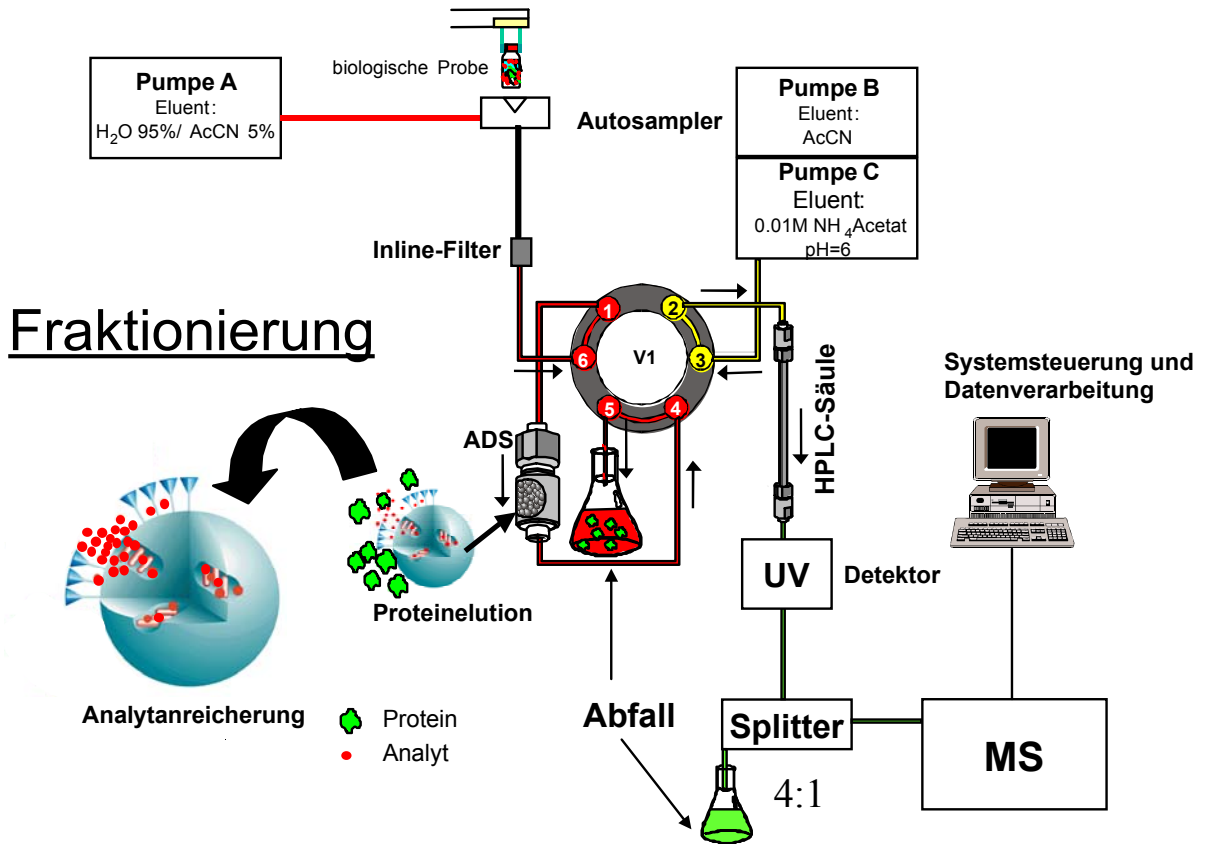 biologische Probe
Pumpe A
Eluent:
H₂O 95%/ AcCN 5%
Autosampler
Pumpe B
Eluent:
AcCN
Pumpe C
Eluent:
0.01M NH₄Acetat
pH=6
Inline-Filter
Fraktionierung
1
2
6
V1
3
5
4
ADS
HPLC-Säule
Systemsteuerung und
Datenverarbeitung
UV
Detektor
Proteinelution
Analytanreicherung
Protein
Analyt
Abfall
Splitter
MS
4:1